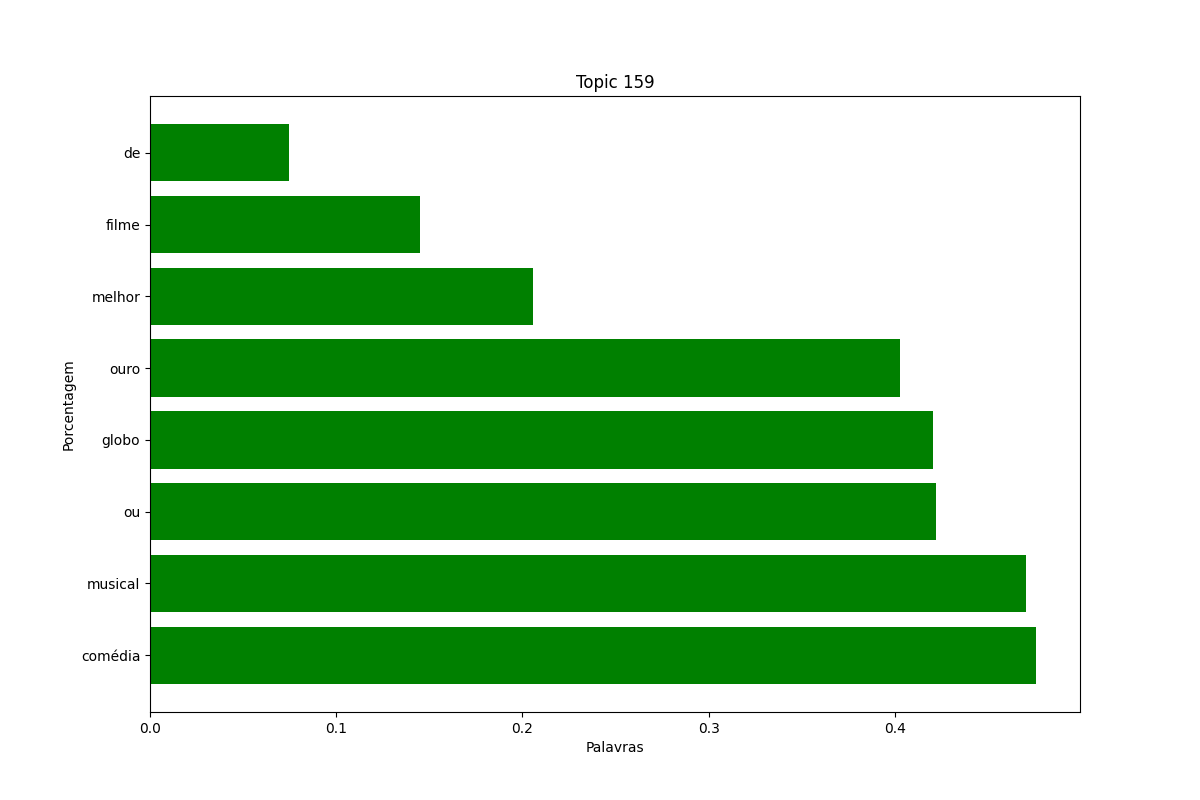 Topic 159
de
filme
melhor
ouro
globo
ou
musical
comédia
Porcentagem
0.0 0.1 0.2 0.3 0.4
Palavras